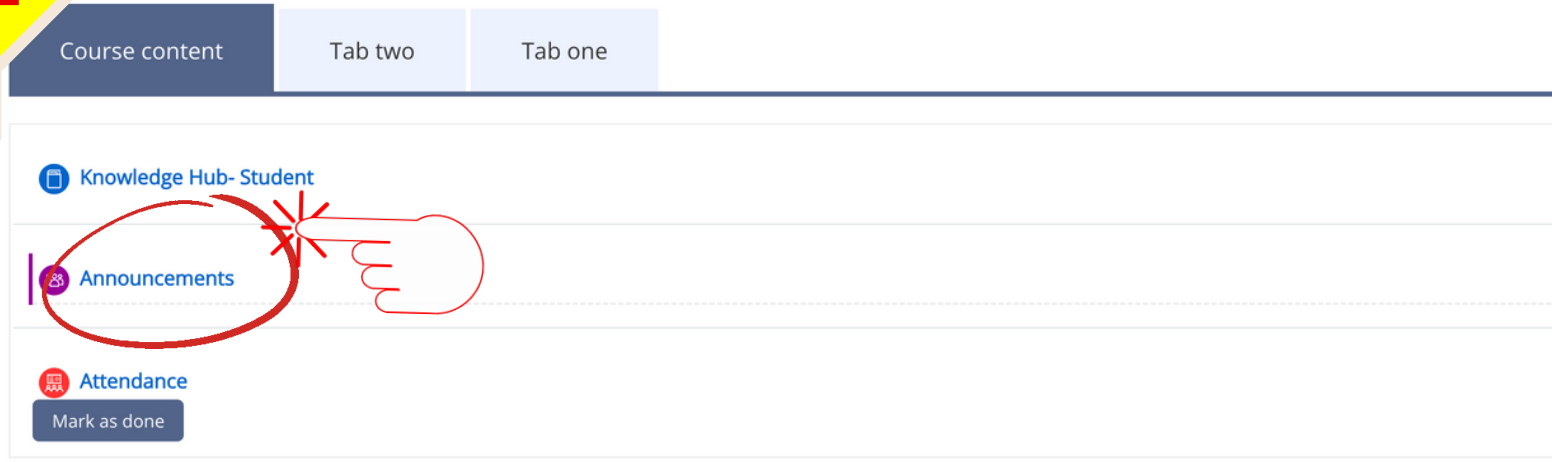 Course content
Tab two
Tab one
Knowledge Hub- Student
Announcements
Attendance
Mark as done